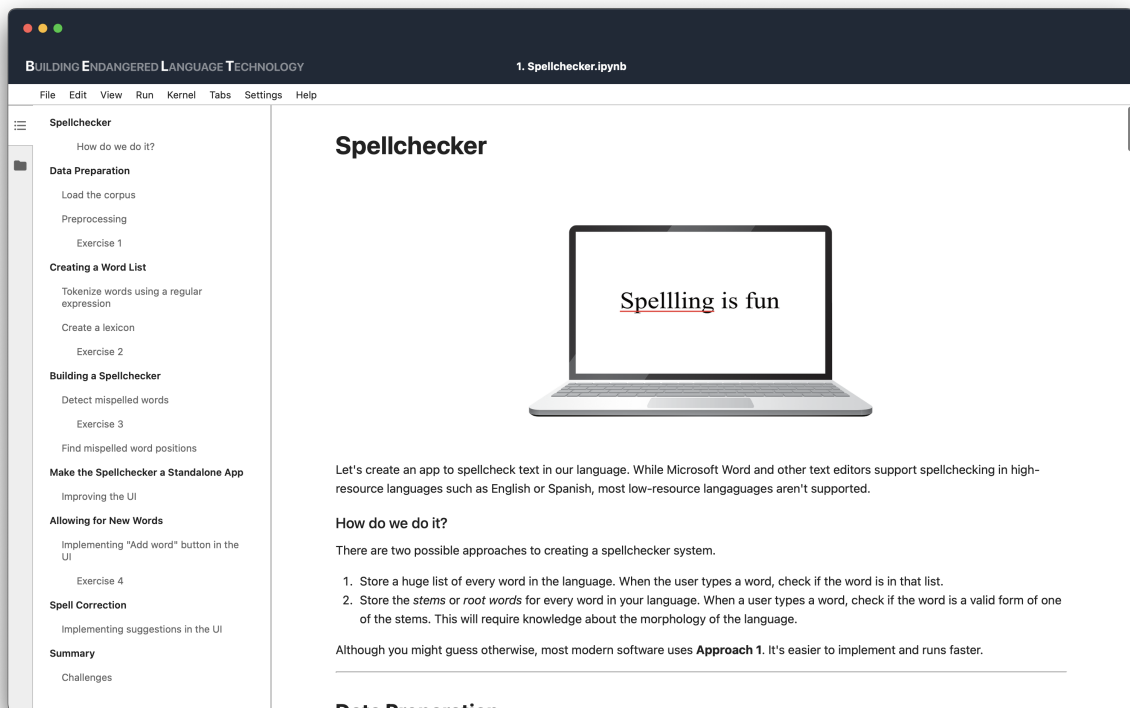 BUILDING ENDANGERED LANGUAGE TECHNOLOGY
1. Spellchecker.ipynb
File Edit View Run Kernel Tabs Settings Help
Spellchecker
How do we do it?
Data Preparation
Load the corpus
Preprocessing
Exercise 1
Creating a Word List
Tokenize words using a regular
expression
Create a lexicon
Exercise 2
Building a Spellchecker
Detect mispelled words
Exercise 3
Find mispelled word positions
Make the Spellchecker a Standalone App
Improving the UI
Allowing for New Words
Implementing "Add word" button in the
UI
Exercise 4
Spell Correction
Implementing suggestions in the UI
Summary
Challenges
Spellchecker
Spellling is fun
Let's create an app to spellcheck text in our language. While Microsoft Word and other text editors support spellchecking in high-
resource languages such as English or Spanish, most low-resource langaguages aren't supported.
How do we do it?
There are two possible approaches to creating a spellchecker system.
1. Store a huge list of every word in the language. When the user types a word, check if the word is in that list.
2. Store the stems or root words for every word in your language. When a user types a word, check if the word is a valid form of one
of the stems. This will require knowledge about the morphology of the language.
Although you might guess otherwise, most modern software uses Approach 1. It's easier to implement and runs faster.
Data Preparation